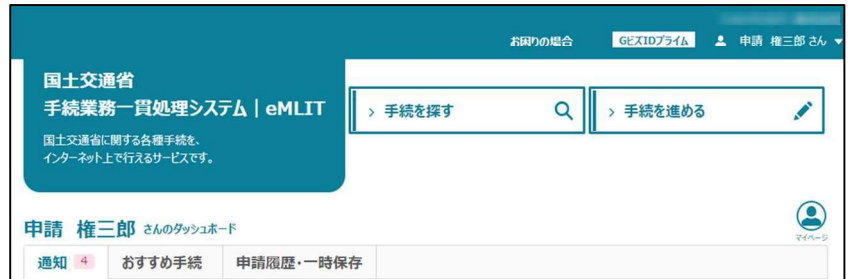 お困りの場合
GビズIDプライム
申請 権三郎 さん ▼
国土交通省
手続業務一貫処理システム | eMLIT
国土交通省に関する各種手続を、
インターネット上で行えるサービスです。
> 手続を探す
> 手続を進める
申請 権三郎 さんのダッシュボード
マイページ
通知 4
おすすめ手続
申請履歴・一時保存